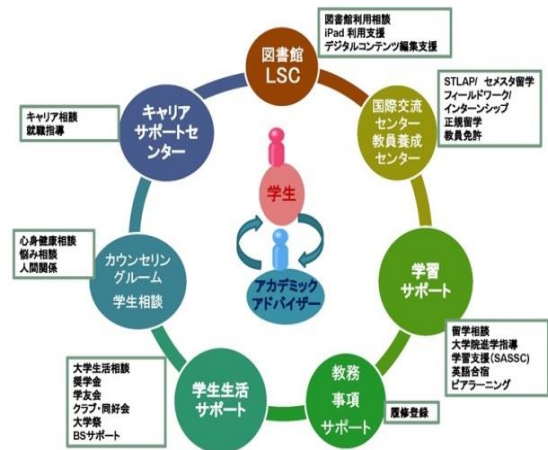 図書館利用相談
iPad 利用支援
デジタルコンテンツ編集支援
図書館
LSC
STLAP/ セメスタ留学
フィールドワーク/
インターンシップ
正規留学
教員免許
国際交流
センター
教員養成
センター
キャリア相談
就職指導
キャリア
サポートセ
ンター
学生
アカデミック
アドバイザー
心身健康相談
悩み相談
人間関係
カウンセリン
グルーム
学生相談
学習
サポート
留学相談
大学院進学指導
学習支援(SASSC)
英語合宿
ピアラーニング
大学生活相談
奨学金
学友会
クラブ・同好会
大学祭
BSサポート
学生生活
サポート
教務
事項
サポート
履修登録